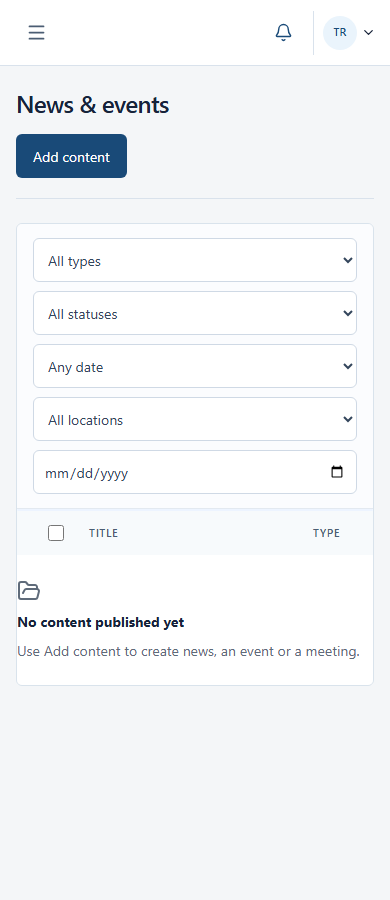 TR
News & events
Add content
All types
All statuses
Any date
All locations
mm/dd/yyyy
TITLE TYPE
No content published yet
Use Add content to create news, an event or a meeting.